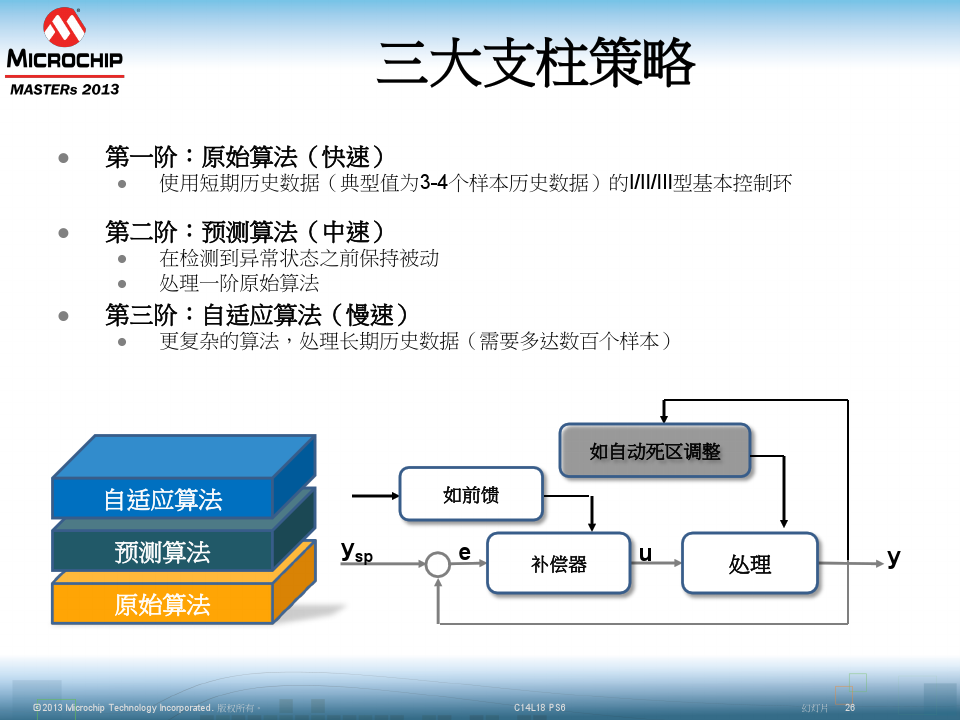 MICROCHIP
MASTERs 2013
三大支柱策略
● 第一阶：原始算法（快速）
● 使用短期历史数据（典型值为3-4个样本历史数据）的I/II/III型基本控制环
● 第二阶：预测算法（中速）
● 在检测到异常状态之前保持被动
● 处理一阶原始算法
● 第三阶：自适应算法（慢速）
● 更复杂的算法，处理长期历史数据（需要多达数百个样本）
自适应算法
预测算法
原始算法
如自动死区调整
如前馈
ysp
e
补偿器
u
处理
y
©2013 Microchip Technology Incorporated. 版权所有。
C14L18 PS6
幻灯片 26